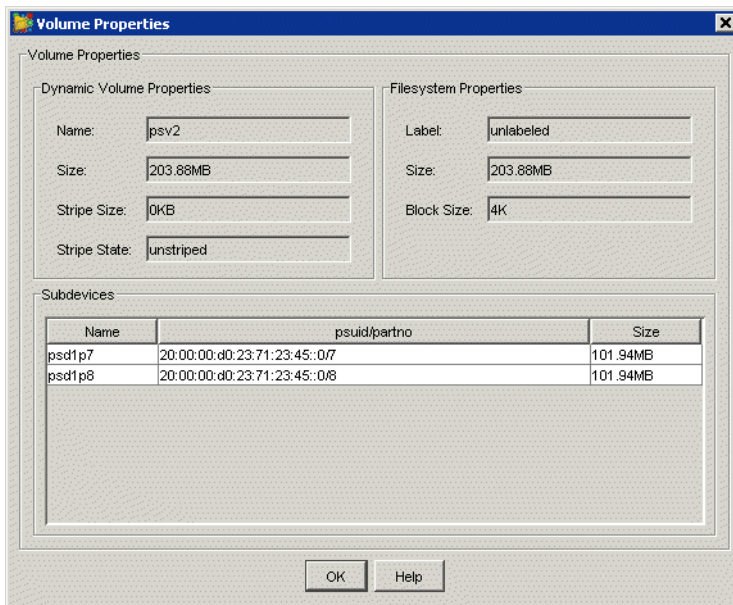 Volume Properties
Volume Properties
Dynamic Volume Properties
Name: psv2
Size: 203.88MB
Stripe Size: 0KB
Stripe State: unstriped
Filesystem Properties
Label: unlabeled
Size: 203.88MB
Block Size: 4K
Subdevices
Name psuid/partno Size
psd1p7 20:00:00:d0:23:71:23:45::0/7 101.94MB
psd1p8 20:00:00:d0:23:71:23:45::0/8 101.94MB
OK Help